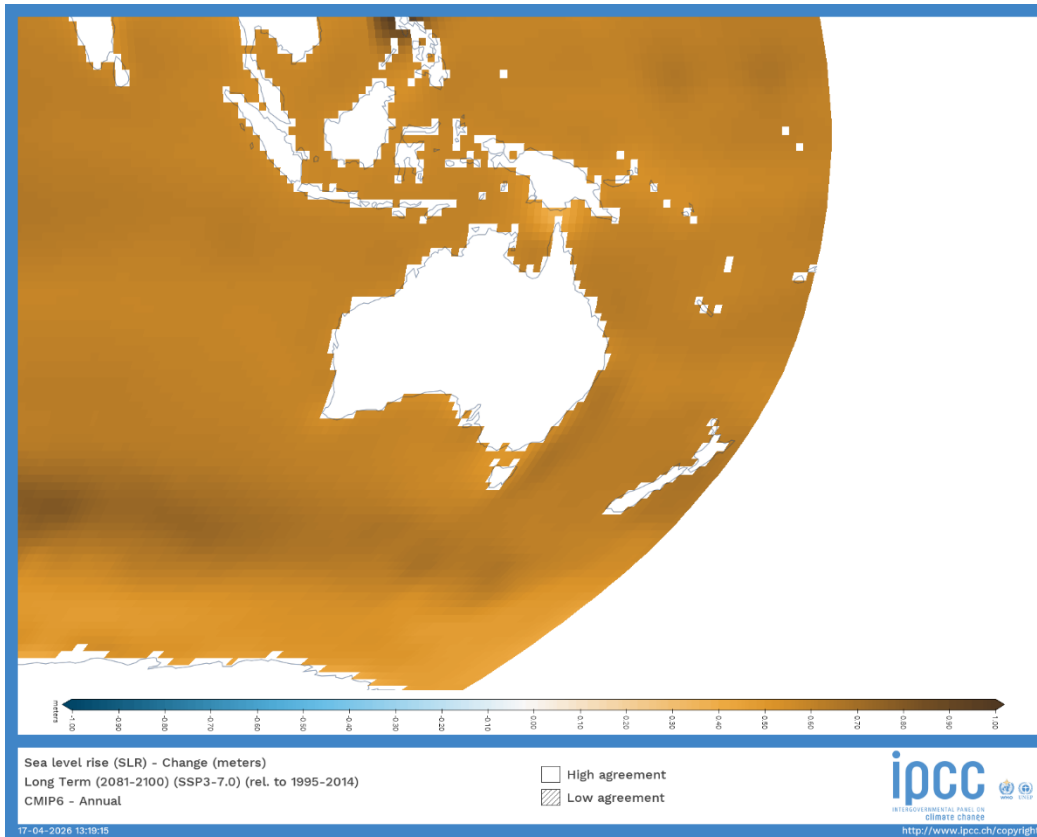 meters
-1.00 -0.90 -0.80 -0.70 -0.60 -0.50 -0.40 -0.30 -0.20 -0.10 0.00 0.10 0.20 0.30 0.40 0.50 0.60 0.70 0.80 0.90 1.00
Sea level rise (SLR) - Change (meters)
Long Term (2081-2100) (SSP3-7.0) (rel. to 1995-2014)
CMIP6 - Annual
High agreement
Low agreement
ipcc
INTERGOVERNMENTAL PANEL ON
climate change
WMO
UNEP
17-04-2026 13:19:15
http://www.ipcc.ch/copyright